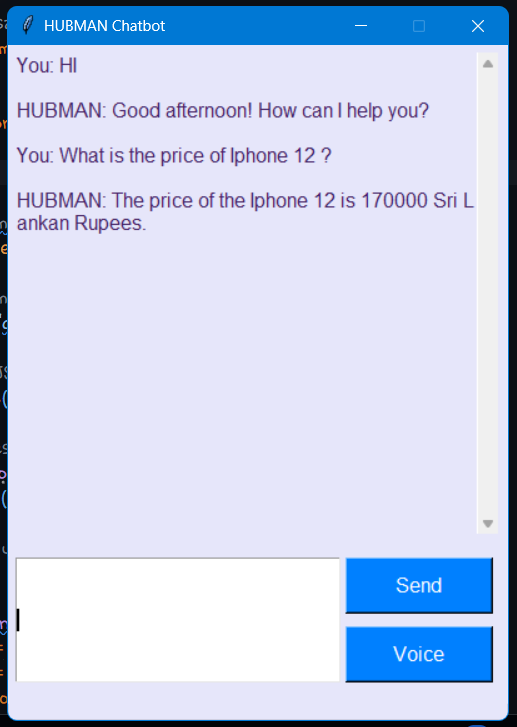 HUBMAN Chatbot
You: HI
HUBMAN: Good afternoon! How can I help you?
You: What is the price of Iphone 12 ?
HUBMAN: The price of the Iphone 12 is 170000 Sri L
ankan Rupees.
Send
Voice